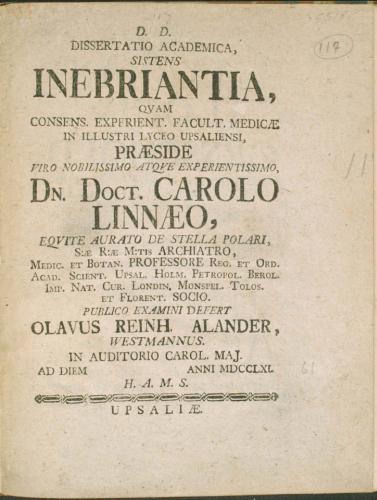 D. D.
DISSERTATIO ACADEMICA,
SISTENS
INEBRIANTIA,
QVAM
CONSENS. EXPERIENT. FACULT. MEDICÆ
IN ILLUSTRI LYCEO UPSALIENSI,
PRÆSIDE
VIRO NOBILISSIMO ATQVE EXPERIENTISSIMO,
DN. DOCT. CAROLO
LINNÆO,
EQVITE AURATO DE STELLA POLARI,
S:Æ R:Æ M:TIS ARCHIATRO,
MEDIC. ET BOTAN. PROFESSORE REG. ET ORD.
ACAD. SCIENT. UPSAL. HOLM. PETROPOL. BEROL.
IMP. NAT. CUR. LONDIN, MONSPEL. TOLOS.
ET FLORENT. SOCIO.
PUBLICO EXAMINI DEFERT
OLAVUS REINH. ALANDER,
WESTMANNUS.
IN AUDITORIO CAROL. MAJ.
AD DIEM ANNI MDCCLXI.
H. A. M. S.
UPSALIÆ.